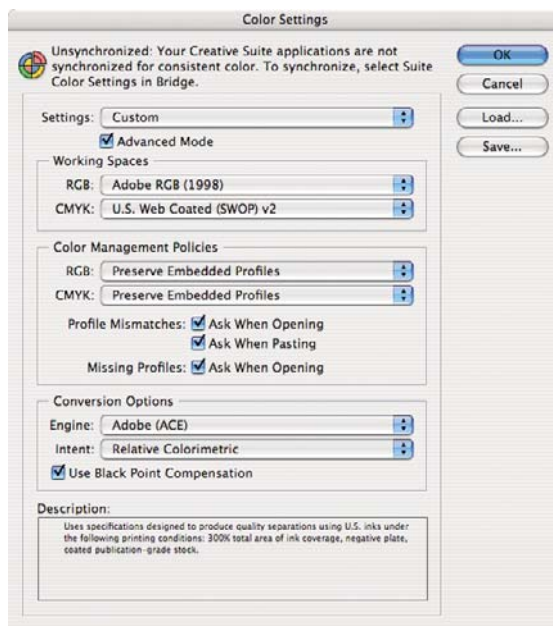 Color Settings
Unsynchronized: Your Creative Suite applications are not
synchronized for consistent color. To synchronize, select Suite
Color Settings in Bridge.
OK
Cancel
Load...
Save...
Settings: Custom
Advanced Mode
Working Spaces
RGB: Adobe RGB (1998)
CMYK: U.S. Web Coated (SWOP) v2
Color Management Policies
RGB: Preserve Embedded Profiles
CMYK: Preserve Embedded Profiles
Profile Mismatches: Ask When Opening
Ask When Pasting
Missing Profiles: Ask When Opening
Conversion Options
Engine: Adobe (ACE)
Intent: Relative Colorimetric
Use Black Point Compensation
Description:
Uses specifications designed to produce quality separations using U.S. inks under
the following printing conditions: 300% total area of ink coverage, negative plate,
coated publication-grade stock.